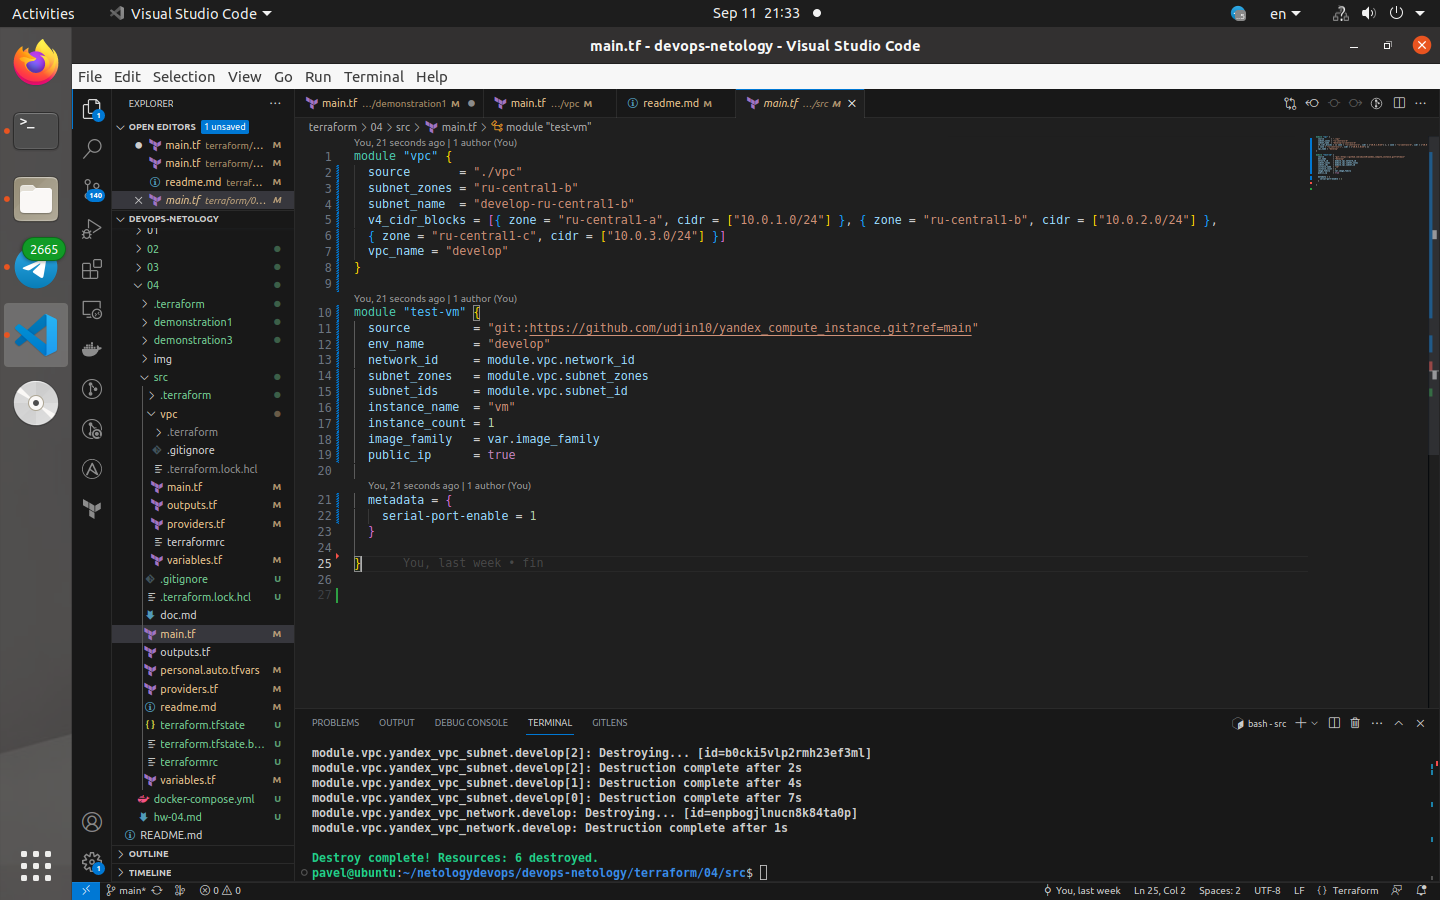 Activities
Visual Studio Code
Sep 11 21:33
en
main.tf - devops-netology - Visual Studio Code
File Edit Selection View Go Run Terminal Help
EXPLORER
OPEN EDITORS 1 unsaved
main.tf terraform/... M
main.tf terraform/... M
readme.md terraf... M
main.tf terraform/0... M
DEVOPS-NETOLOGY
01
02
03
04
.terraform
demonstration1
demonstration3
img
src
.terraform
vpc
.terraform
.gitignore
.terraform.lock.hcl
main.tf M
outputs.tf M
providers.tf M
terraformrc
variables.tf M
.gitignore U
.terraform.lock.hcl U
doc.md
main.tf M
outputs.tf
personal.auto.tfvars M
providers.tf M
readme.md M
terraform.tfstate U
terraform.tfstate.b... U
terraformrc U
variables.tf M
docker-compose.yml U
hw-04.md U
README.md
OUTLINE
TIMELINE
2665
1
140
1
main.tf .../demonstration1 M
main.tf .../vpc M
readme.md M
main.tf .../src M
terraform > 04 > src > main.tf > module "test-vm"
You, 21 seconds ago | 1 author (You)
1 module "vpc" {
2 source = "./vpc"
3 subnet_zones = "ru-central1-b"
4 subnet_name = "develop-ru-central1-b"
5 v4_cidr_blocks = [{ zone = "ru-central1-a", cidr = ["10.0.1.0/24"] }, { zone = "ru-central1-b", cidr = ["10.0.2.0/24"] },
6 { zone = "ru-central1-c", cidr = ["10.0.3.0/24"] }]
7 vpc_name = "develop"
8 }
9
You, 21 seconds ago | 1 author (You)
10 module "test-vm" {
11 source = "git::https://github.com/udjin10/yandex_compute_instance.git?ref=main"
12 env_name = "develop"
13 network_id = module.vpc.network_id
14 subnet_zones = module.vpc.subnet_zones
15 subnet_ids = module.vpc.subnet_id
16 instance_name = "vm"
17 instance_count = 1
18 image_family = var.image_family
19 public_ip = true
20
You, 21 seconds ago | 1 author (You)
21 metadata = {
22 serial-port-enable = 1
23 }
24
25 } You, last week • fin
26
27
PROBLEMS OUTPUT DEBUG CONSOLE TERMINAL GITLENS
bash - src
module.vpc.yandex_vpc_subnet.develop[2]: Destroying... [id=b0cki5vlp2rmh23ef3ml]
module.vpc.yandex_vpc_subnet.develop[2]: Destruction complete after 2s
module.vpc.yandex_vpc_subnet.develop[1]: Destruction complete after 4s
module.vpc.yandex_vpc_subnet.develop[0]: Destruction complete after 7s
module.vpc.yandex_vpc_network.develop: Destroying... [id=enpbogjlnucn8k84ta0p]
module.vpc.yandex_vpc_network.develop: Destruction complete after 1s
Destroy complete! Resources: 6 destroyed.
pavel@ubuntu:~/netologydevops/devops-netology/terraform/04/src$
main* 0 0
You, last week Ln 25, Col 2 Spaces: 2 UTF-8 LF {} Terraform